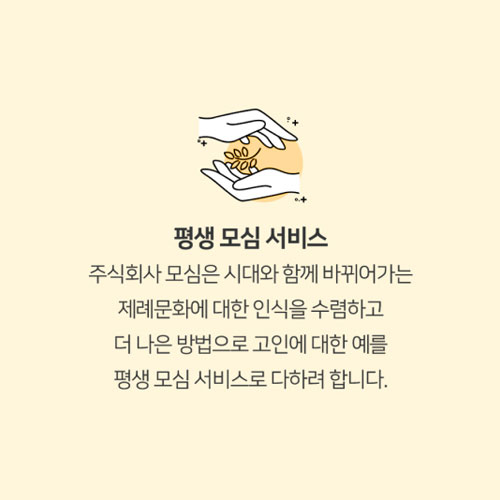 평생 모심 서비스
주식회사 모심은 시대와 함께 바뀌어가는
제례문화에 대한 인식을 수렴하고
더 나은 방법으로 고인에 대한 예를
평생 모심 서비스로 다하려 합니다.